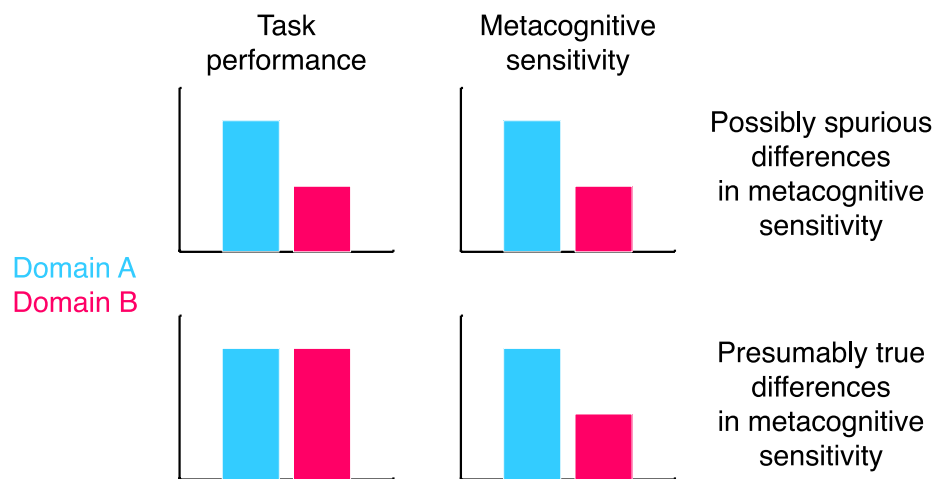 Task
performance
Metacognitive
sensitivity
Possibly spurious
differences
in metacognitive
sensitivity
Domain A
Domain B
Presumably true
differences
in metacognitive
sensitivity